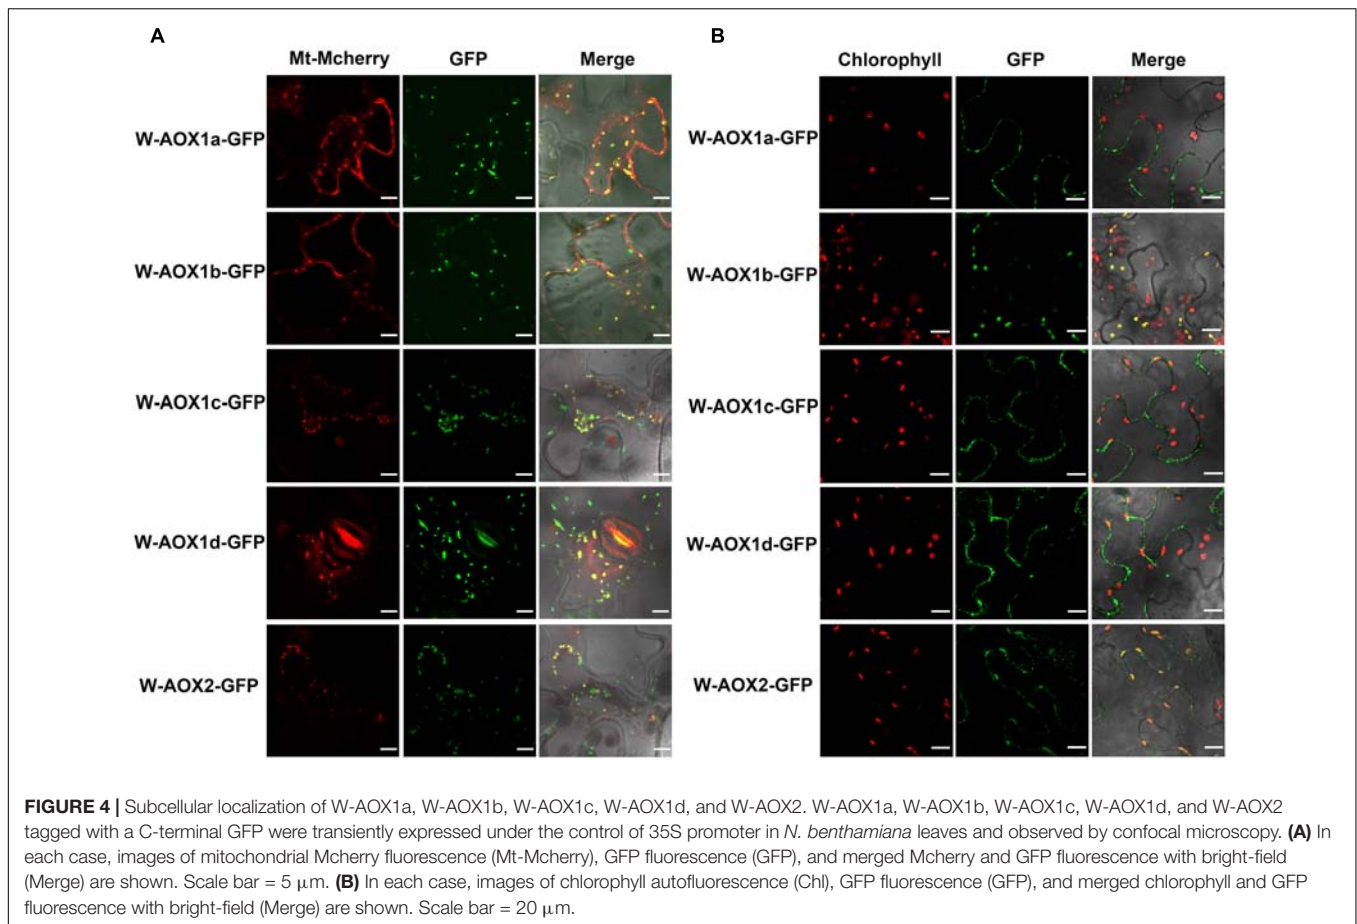 A
Mt-Mcherry GFP Merge
W-AOX1a-GFP
W-AOX1b-GFP
W-AOX1c-GFP
W-AOX1d-GFP
W-AOX2-GFP
B
Chlorophyll GFP Merge
W-AOX1a-GFP
W-AOX1b-GFP
W-AOX1c-GFP
W-AOX1d-GFP
W-AOX2-GFP
FIGURE 4 | Subcellular localization of W-AOX1a, W-AOX1b, W-AOX1c, W-AOX1d, and W-AOX2. W-AOX1a, W-AOX1b, W-AOX1c, W-AOX1d, and W-AOX2
tagged with a C-terminal GFP were transiently expressed under the control of 35S promoter in N. benthamiana leaves and observed by confocal microscopy. (A) In
each case, images of mitochondrial Mcherry fluorescence (Mt-Mcherry), GFP fluorescence (GFP), and merged Mcherry and GFP fluorescence with bright-field
(Merge) are shown. Scale bar = 5 μm. (B) In each case, images of chlorophyll autofluorescence (Chl), GFP fluorescence (GFP), and merged chlorophyll and GFP
fluorescence with bright-field (Merge) are shown. Scale bar = 20 μm.